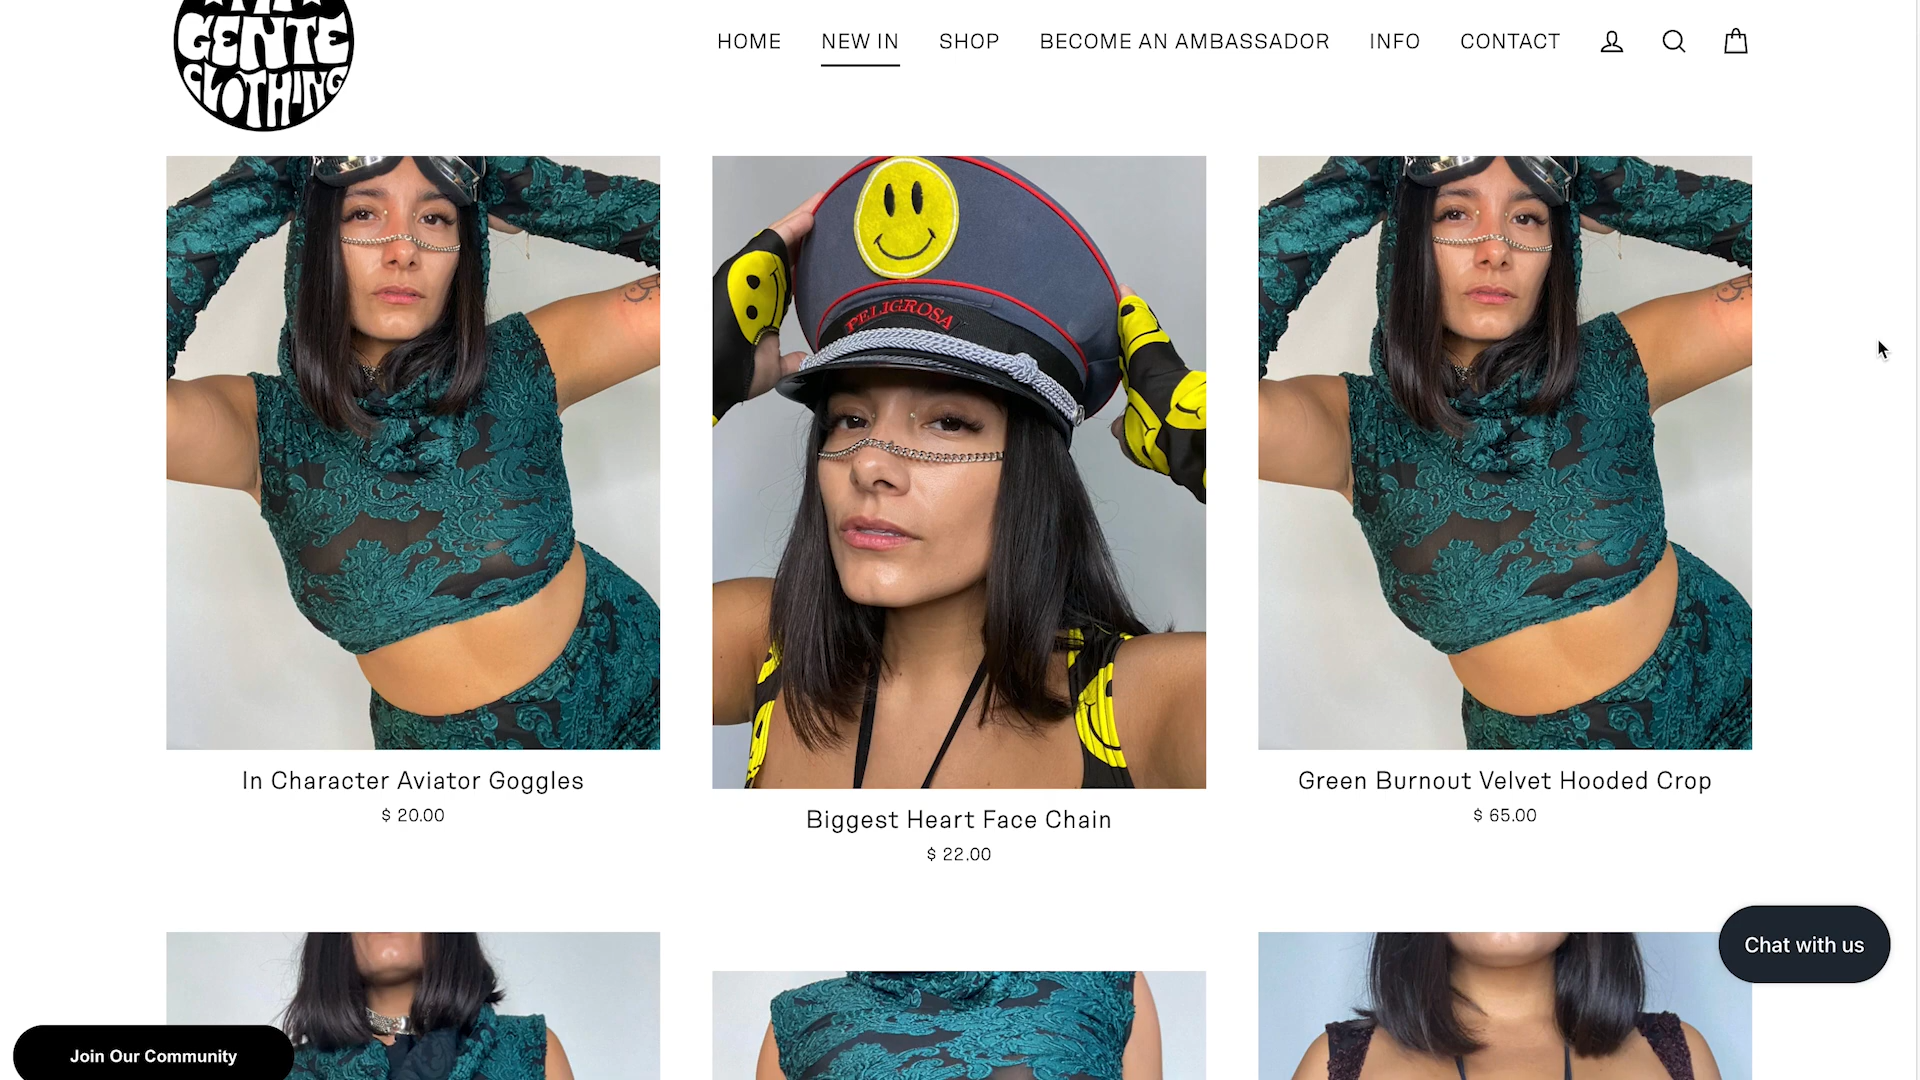 GENTE
CLOTHING
HOME
NEW IN
SHOP
BECOME AN AMBASSADOR
INFO
CONTACT
PELIGROSA
In Character Aviator Goggles
$ 20.00
Biggest Heart Face Chain
$ 22.00
Green Burnout Velvet Hooded Crop
$ 65.00
Chat with us
Join Our Community